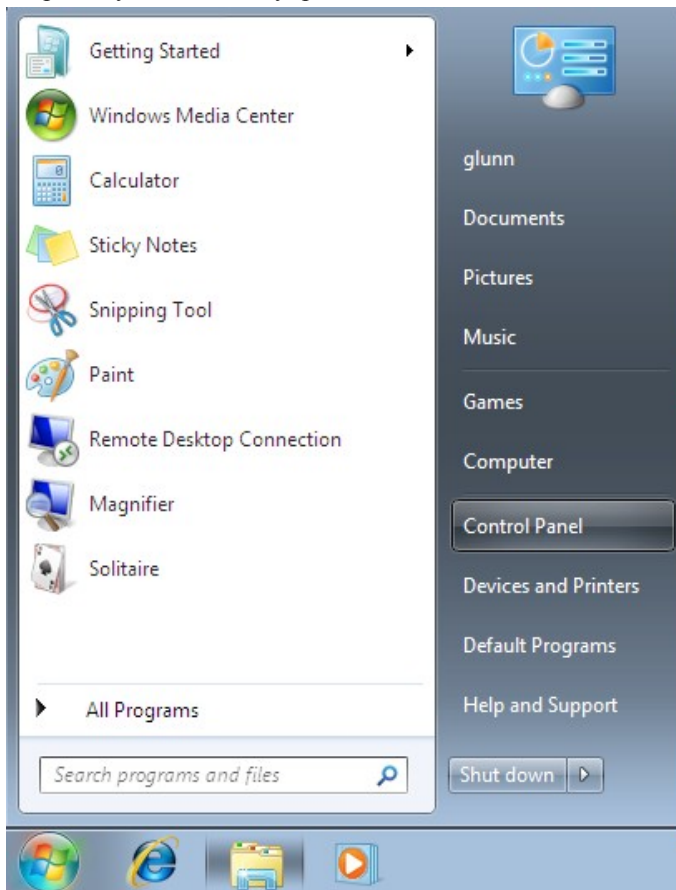 Getting Started
Windows Media Center
Calculator
Sticky Notes
Snipping Tool
Paint
Remote Desktop Connection
Magnifier
Solitaire
All Programs
Search programs and files
glunn
Documents
Pictures
Music
Games
Computer
Control Panel
Devices and Printers
Default Programs
Help and Support
Shut down